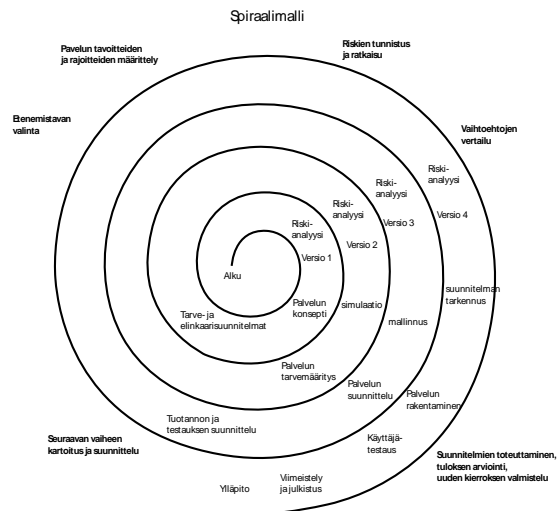 Spiraalimalli
Pavelun tavoitteiden
ja rajoitteiden määrittely
Riskien tunnistus
ja ratkaisu
Etenemistavan
valinta
Vaihtoehtojen
vertailu
Riski-
analyysi
Riski-
analyysi
Riski-
analyysi
Riski-
analyysi
Versio 4
Versio 3
Versio 2
Versio 1
Alku
suunnitelman
tarkennus
Palvelun
konsepti
simulaatio
Tarve- ja
elinkaarisuunnitelmat
mallinnus
Palvelun
tarvemääritys
Palvelun
suunnittelu
Palvelun
rakentaminen
Tuotannon ja
testauksen suunnittelu
Käyttäjä-
testaus
Seuraavan vaiheen
kartoitus ja suunnittelu
Suunnitelmien toteuttaminen,
tuloksen arviointi,
uuden kierroksen valmistelu
Viimeistely
ja julkistus
Ylläpito